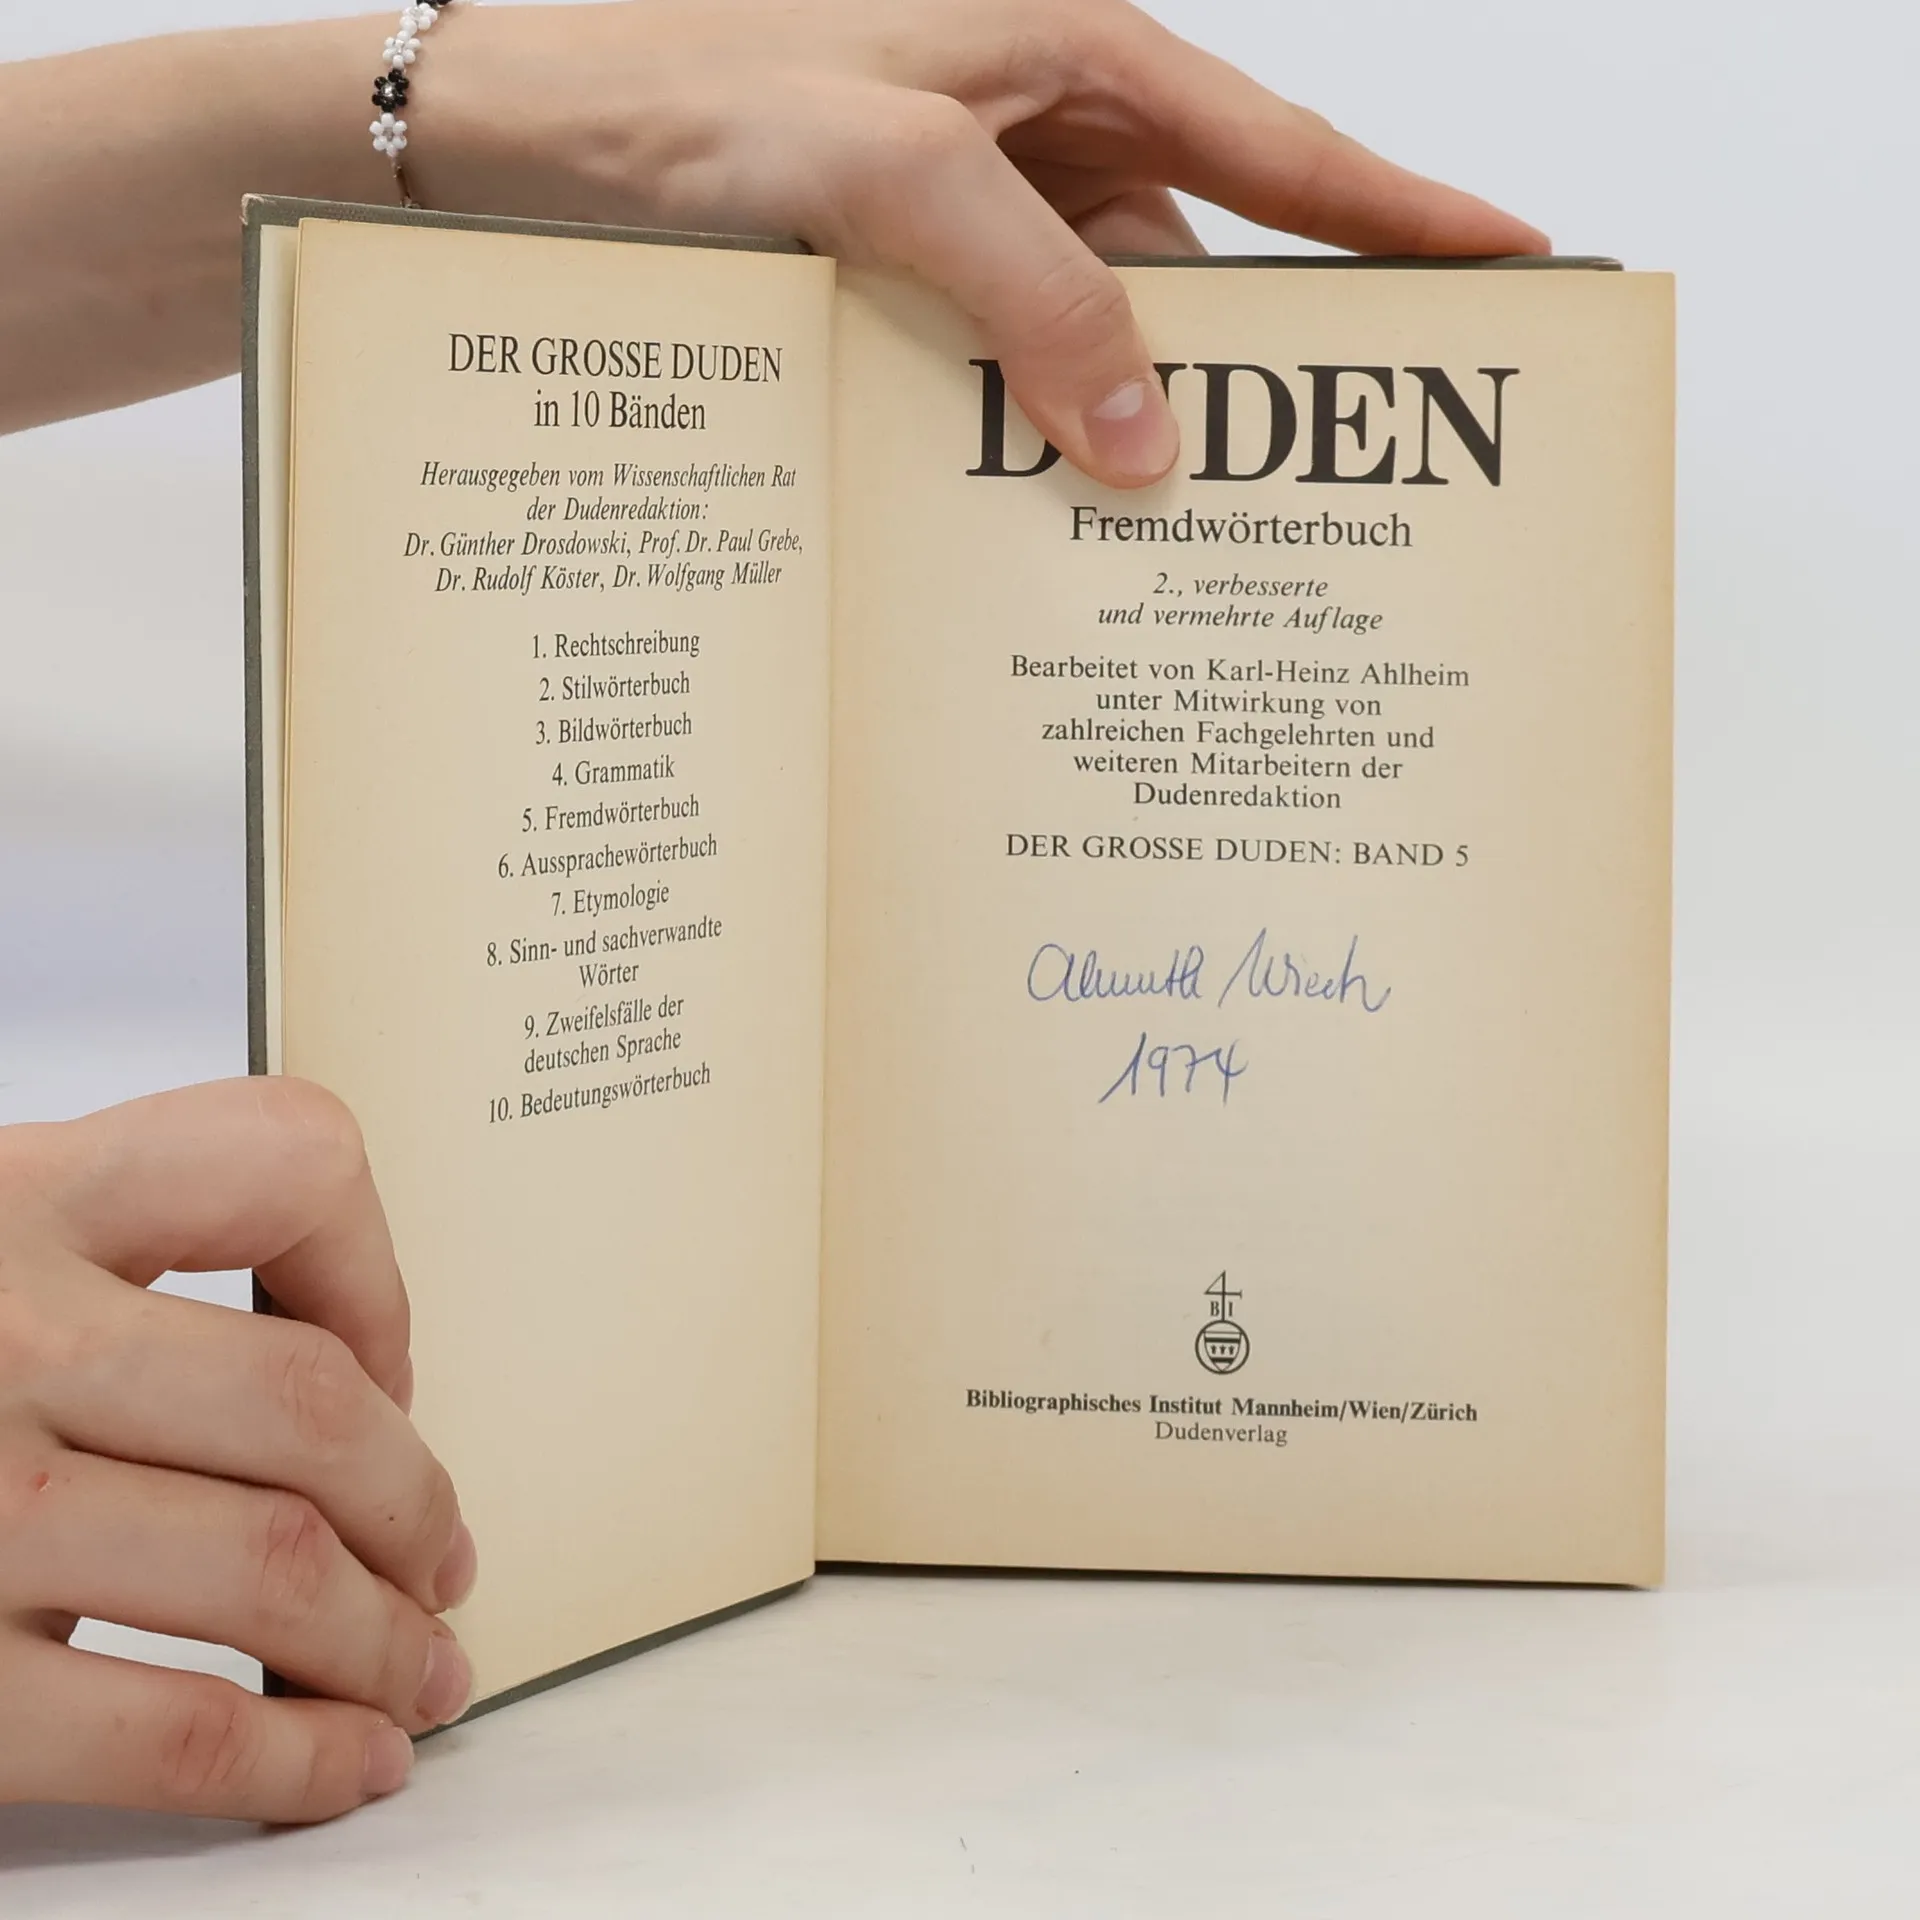 DER GROSSE DUDEN
in 10 Bänden
Herausgegeben vom Wissenschaftlichen Rat
der Dudenredaktion:
Dr. Günther Drosdowski, Prof. Dr. Paul Grebe,
Dr. Rudolf Köster, Dr. Wolfgang Müller
1. Rechtschreibung
2. Stilwörterbuch
3. Bildwörterbuch
4. Grammatik
5. Fremdwörterbuch
6. Aussprachewörterbuch
7. Etymologie
8. Sinn- und sachverwandte
Wörter
9. Zweifelsfälle der
deutschen Sprache
10. Bedeutungswörterbuch
DUDEN
Fremdwörterbuch
2., verbesserte
und vermehrte Auflage
Bearbeitet von Karl-Heinz Ahlheim
unter Mitwirkung von
zahlreichen Fachgelehrten und
weiteren Mitarbeitern der
Dudenredaktion
DER GROSSE DUDEN: BAND 5
Almuth
1974
B I
Bibliographisches Institut Mannheim/Wien/Zürich
Dudenverlag